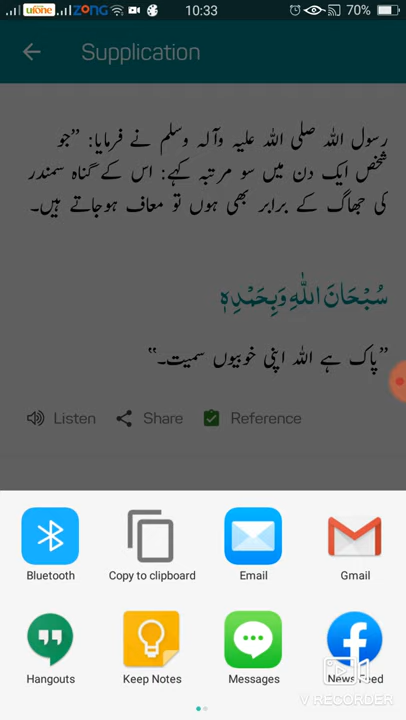 ufone ZONG 10:33 70%
Supplication
رسول اللہ صلی اللہ علیہ وآلہ وسلم نے فرمایا: ”جو
شخص ایک دن میں سو مرتبہ کہے: اس کے گناہ سمندر
کی جھاگ کے برابر بھی ہوں تو معاف ہوجاتے ہیں۔
سُبْحَانَ اللّٰهِ وَبِحَمْدِهٖ
”پاک ہے اللہ اپنی خوبیوں سمیت۔“
Listen Share Reference
Bluetooth Copy to clipboard Email Gmail
Hangouts Keep Notes Messages News Feed
V RECORDER